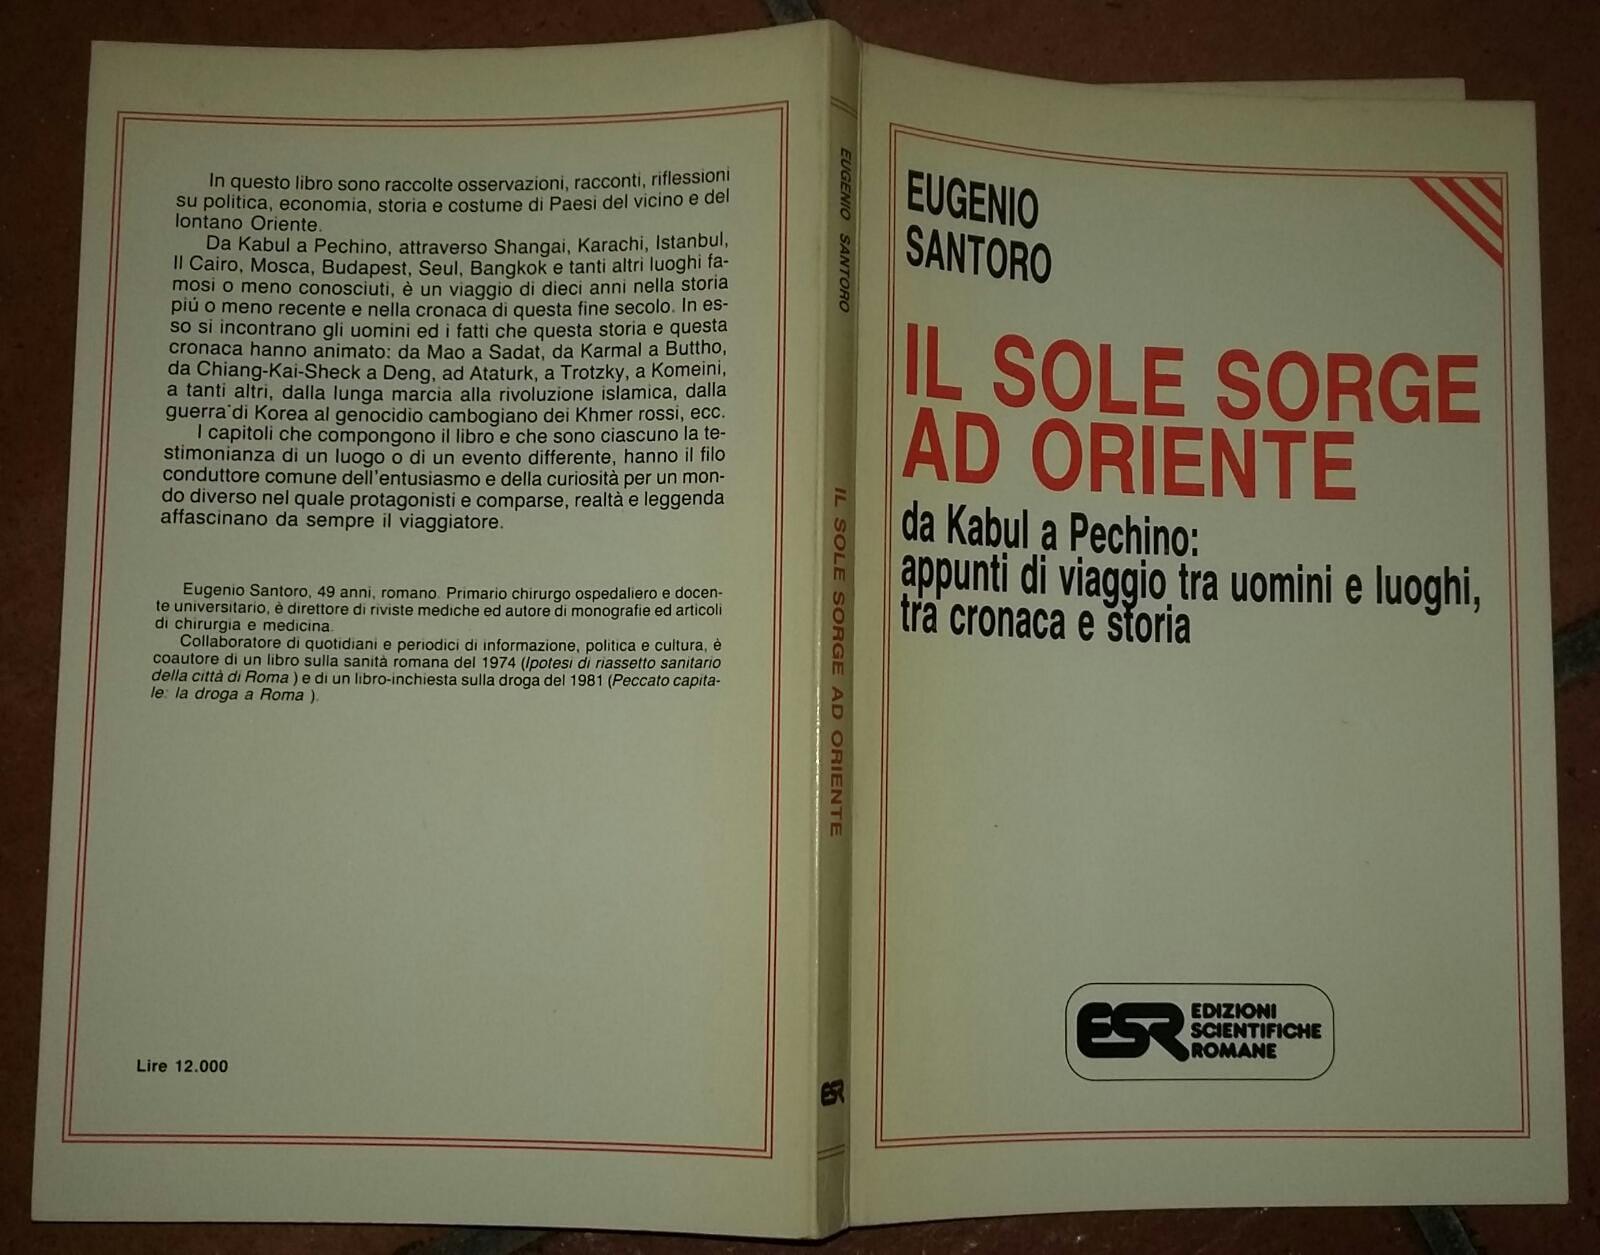 In questo libro sono raccolte osservazioni, racconti, riflessioni
su politica, economia, storia e costume di Paesi del vicino e del
lontano Oriente.
Da Kabul a Pechino, attraverso Shangai, Karachi, Istanbul,
Il Cairo, Mosca, Budapest, Seul, Bangkok e tanti altri luoghi fa-
mosi o meno conosciuti, è un viaggio di dieci anni nella storia
piú o meno recente e nella cronaca di questa fine secolo. In es-
so si incontrano gli uomini ed i fatti che questa storia e questa
cronaca hanno animato: da Mao a Sadat, da Karmal a Buttho,
da Chiang-Kai-Sheck a Deng, ad Ataturk, a Trotzky, a Komeini,
a tanti altri, dalla lunga marcia alla rivoluzione islamica, dalla
guerra di Korea al genocidio cambogiano dei Khmer rossi, ecc.
I capitoli che compongono il libro e che sono ciascuno la te-
stimonianza di un luogo o di un evento differente, hanno il filo
conduttore comune dell'entusiasmo e della curiosità per un mon-
do diverso nel quale protagonisti e comparse, realtà e leggenda
affascinano da sempre il viaggiatore.
Eugenio Santoro, 49 anni, romano. Primario chirurgo ospedaliero e docen-
te universitario, è direttore di riviste mediche ed autore di monografie ed articoli
di chirurgia e medicina.
Collaboratore di quotidiani e periodici di informazione, politica e cultura, è
coautore di un libro sulla sanità romana del 1974 (Ipotesi di riassetto sanitario
della città di Roma ) e di un libro-inchiesta sulla droga del 1981 (Peccato capita-
le: la droga a Roma ).
Lire 12.000
EUGENIO SANTORO
IL SOLE SORGE AD ORIENTE
ESR
EUGENIO
SANTORO
IL SOLE SORGE
AD ORIENTE
da Kabul a Pechino:
appunti di viaggio tra uomini e luoghi,
tra cronaca e storia
ESR
EDIZIONI
SCIENTIFICHE
ROMANE